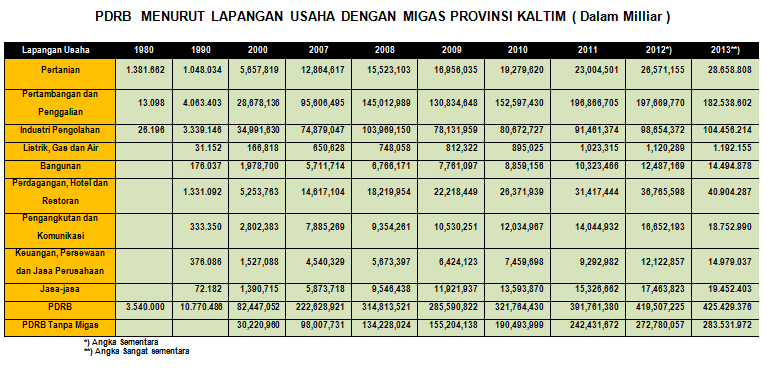 PDRB MENURUT LAPANGAN USAHA DENGAN MIGAS PROVINSI KALTIM ( Dalam Milliar )
Lapangan Usaha 1980 1990 2000 2007 2008 2009 2010 2011 2012*) 2013**)
Pertanian 1.381.662 1.048.034 5,657,819 12,864,617 15,523,103 16,956,035 19,279,620 23,004,501 26,571,155 28.658.808
Pertambangan dan
Penggalian 13.098 4.063.403 28,678,136 95,606,495 145,012,989 130,834,648 152,597,430 196,866,705 197,669,770 182.538.602
Industri Pengolahan 26.196 3.339.146 34,991,630 74,879,047 103,969,150 78,131,959 80,672,727 91,461,374 98,654,372 104.456.214
Listrik, Gas dan Air 31.152 166,818 650,628 748,058 812,322 895,025 1,023,315 1,120,289 1.192.155
Bangunan 176.037 1,978,700 5,711,714 6,766,171 7,761,097 8,859,156 10,323,466 12,487,169 14.494.878
Perdagangan, Hotel dan
Restoran 1.331.092 5,253,763 14,617,104 18,219,954 22,218,449 26,371,939 31,417,444 36,765,598 40.904.287
Pengangkutan dan
Komunikasi 333.350 2,802,383 7,885,269 9,354,261 10,530,251 12,034,967 14,044,932 16,652,193 18.752.990
Keuangan, Persewaan
dan Jasa Perusahaan 376.086 1,527,088 4,540,329 5,673,397 6,424,123 7,459,698 9,292,982 12,122,857 14.979.037
Jasa-jasa 72.182 1,390,715 5,873,718 9,546,438 11,921,937 13,593,870 15,326,662 17,463,823 19.452.403
PDRB 3.540.000 10.770.486 82,447,052 222,628,921 314,813,521 285,590,822 321,764,430 391,761,380 419,507,225 425.429.376
PDRB Tanpa Migas 30,220,960 98,007,731 134,228,024 155,204,138 190,493,999 242,431,672 272,780,057 283.531.972
*) Angka Sementara
**) Angka Sangat sementara